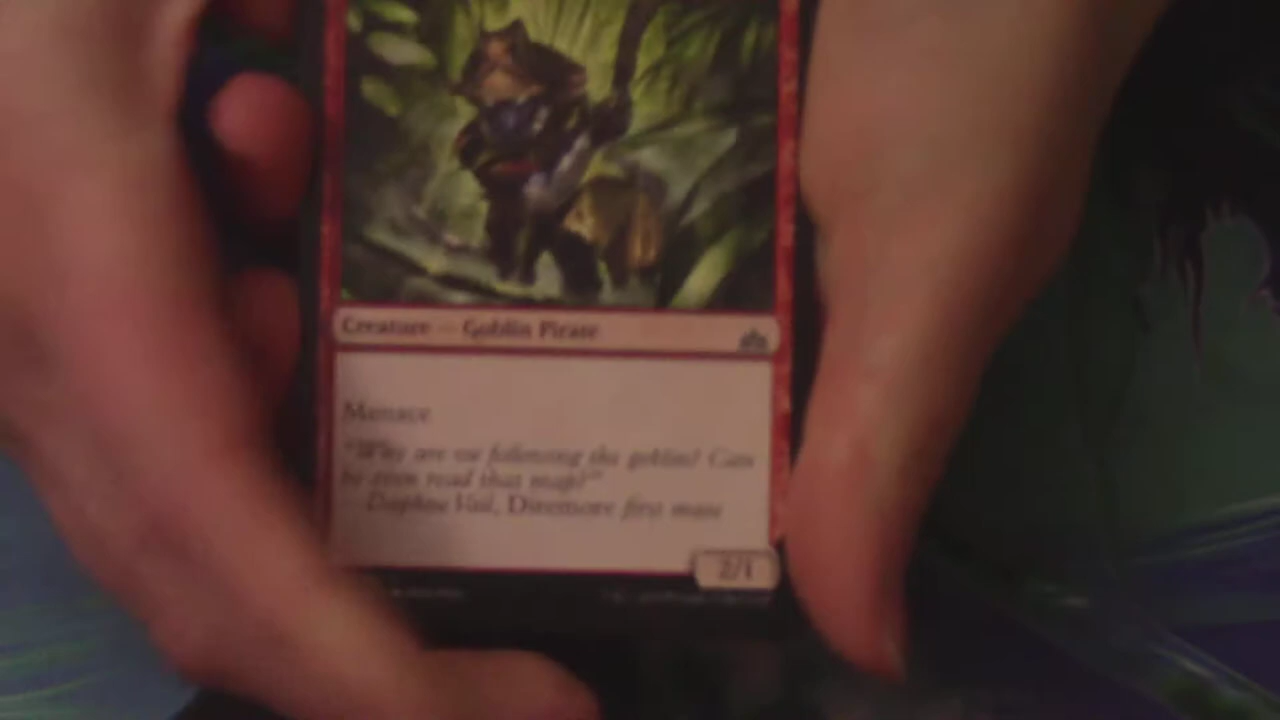 Creature — Goblin Pirate
Menace
"Why are we following the goblin? Can
he even read that map?"
Daphne Vail, Diremore first mate
2/1